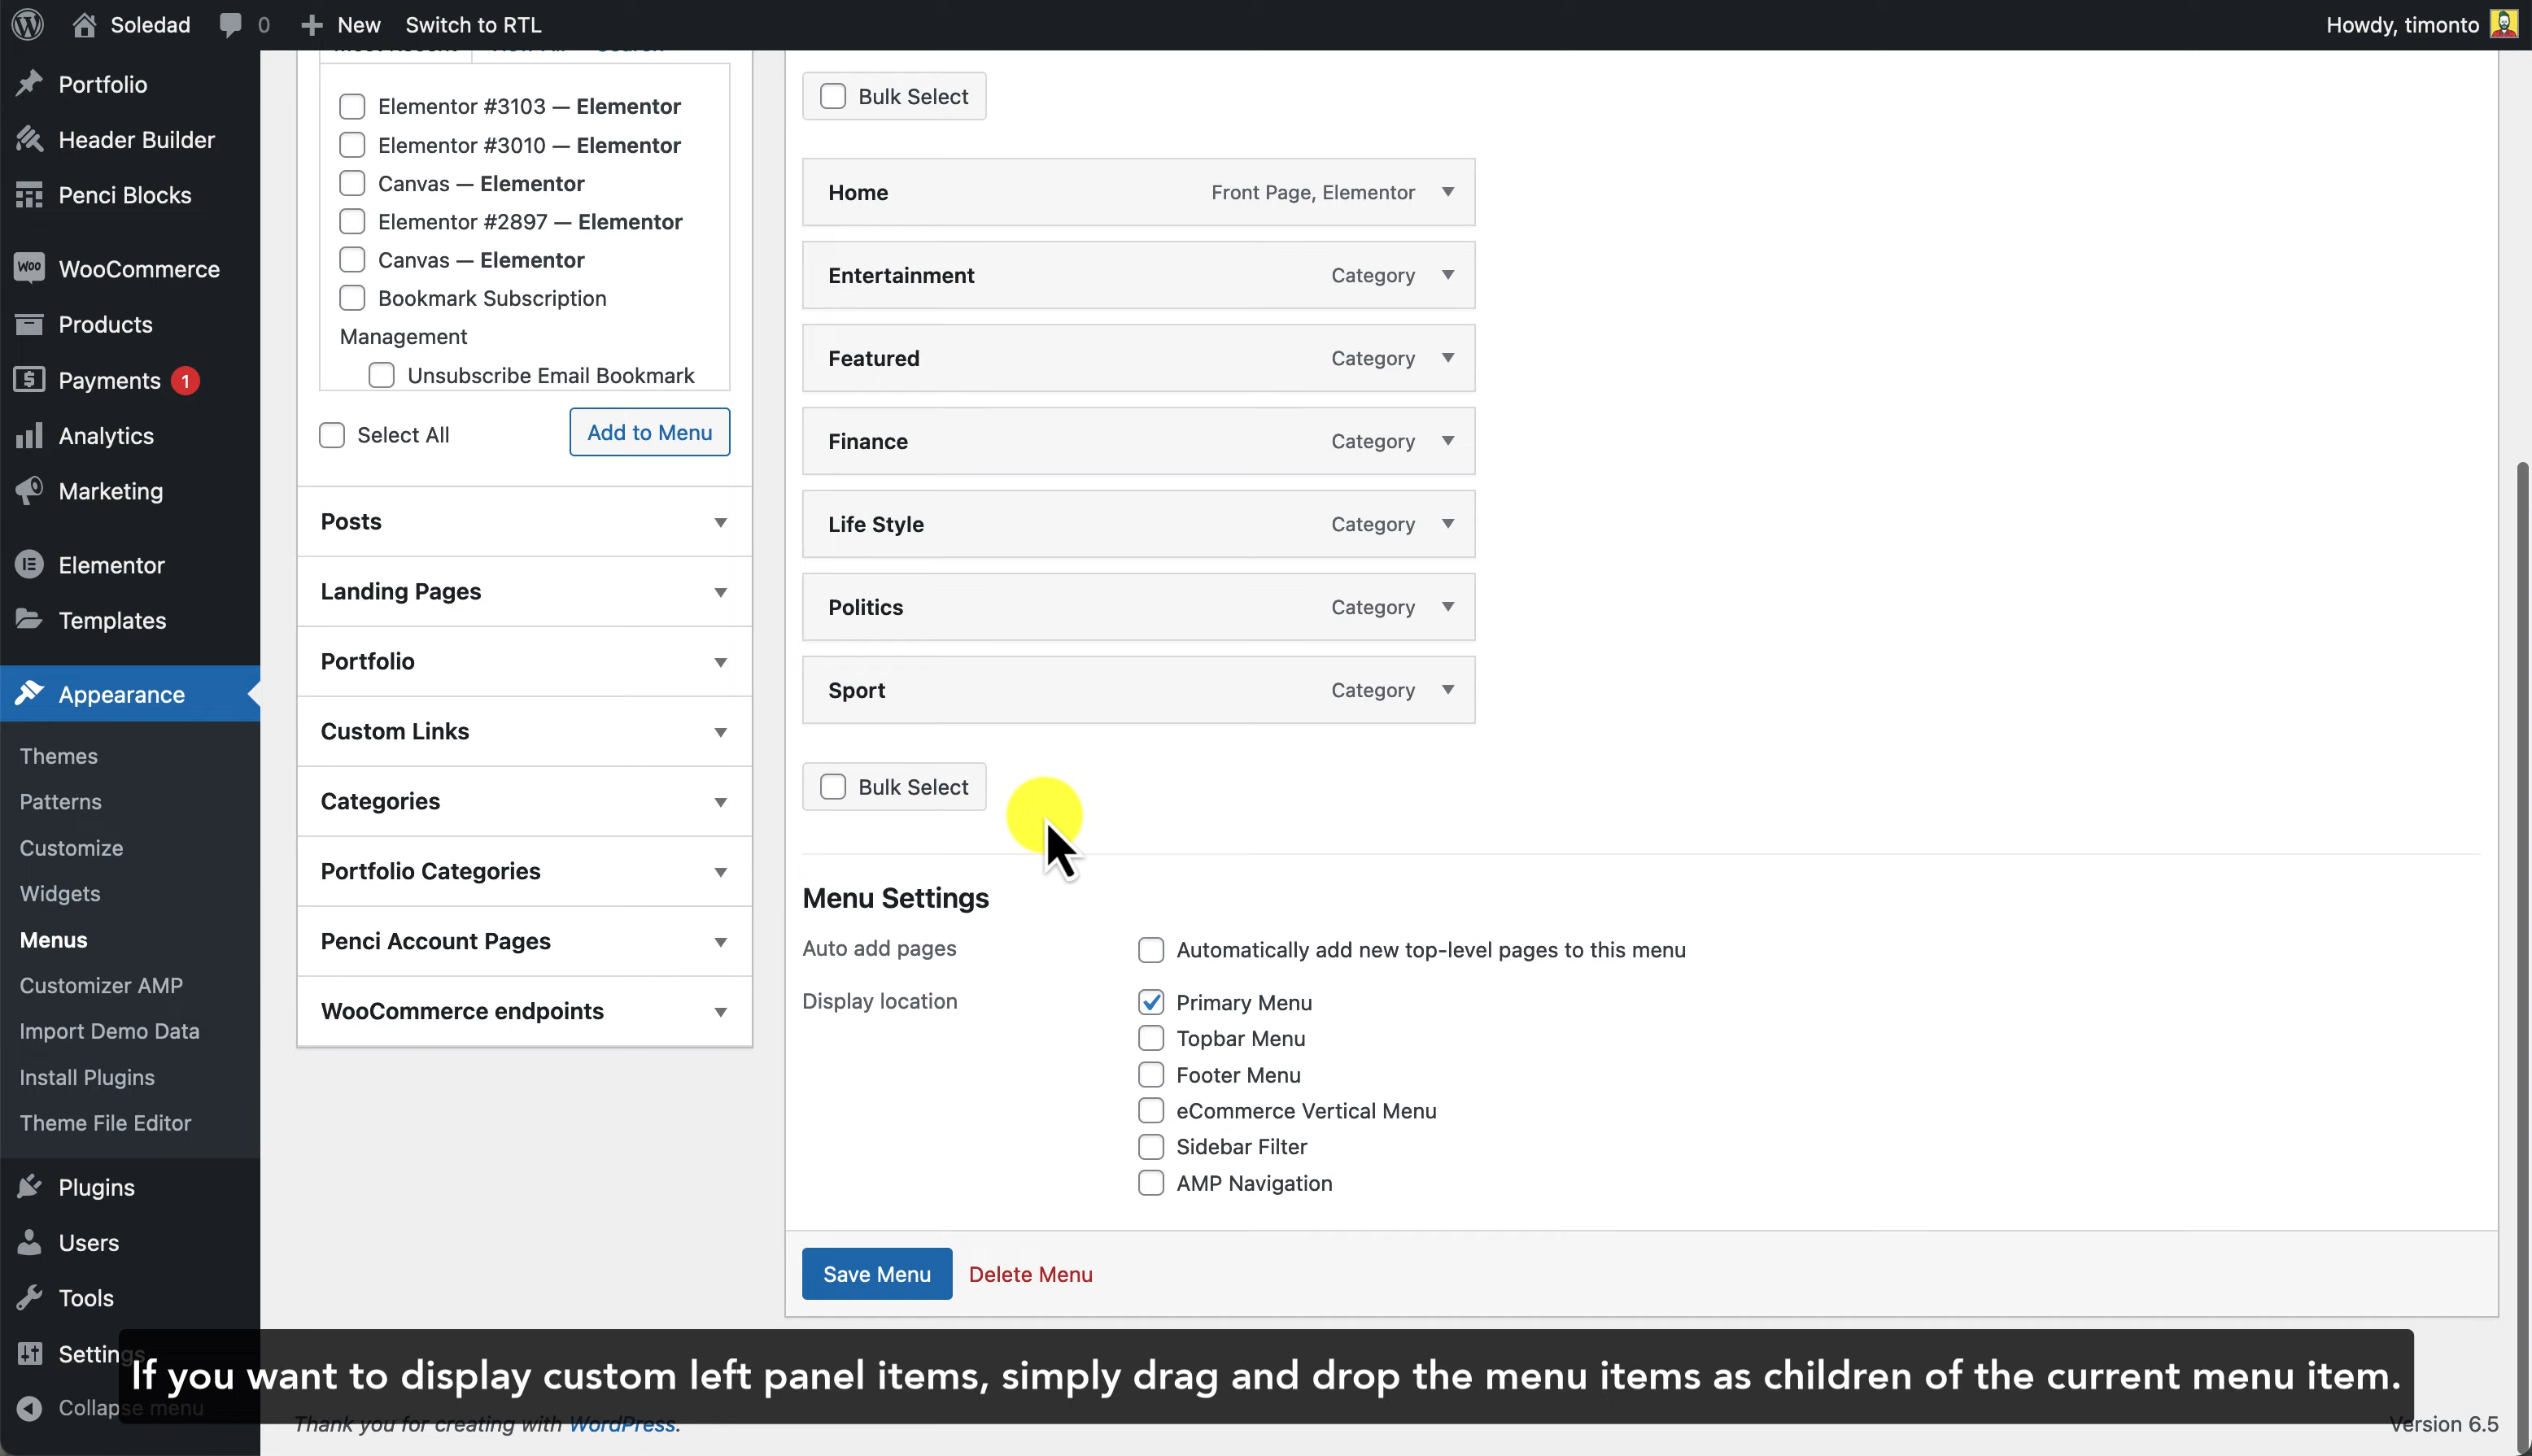 Soledad
0
New
Switch to RTL
Howdy, timonto
Portfolio
Header Builder
Penci Blocks
WooCommerce
Products
Payments 1
Analytics
Marketing
Elementor
Templates
Appearance
Themes
Patterns
Customize
Widgets
Menus
Customizer AMP
Import Demo Data
Install Plugins
Theme File Editor
Plugins
Users
Tools
Settings
Collapse menu
Elementor #3103 — Elementor
Elementor #3010 — Elementor
Canvas — Elementor
Elementor #2897 — Elementor
Canvas — Elementor
Bookmark Subscription
Management
Unsubscribe Email Bookmark
Select All
Add to Menu
Posts
Landing Pages
Portfolio
Custom Links
Categories
Portfolio Categories
Penci Account Pages
WooCommerce endpoints
Bulk Select
Home Front Page, Elementor
Entertainment Category
Featured Category
Finance Category
Life Style Category
Politics Category
Sport Category
Bulk Select
Menu Settings
Auto add pages
Automatically add new top-level pages to this menu
Display location
Primary Menu
Topbar Menu
Footer Menu
eCommerce Vertical Menu
Sidebar Filter
AMP Navigation
Save Menu
Delete Menu
If you want to display custom left panel items, simply drag and drop the menu items as children of the current menu item.
Thank you for creating with WordPress.
Version 6.5